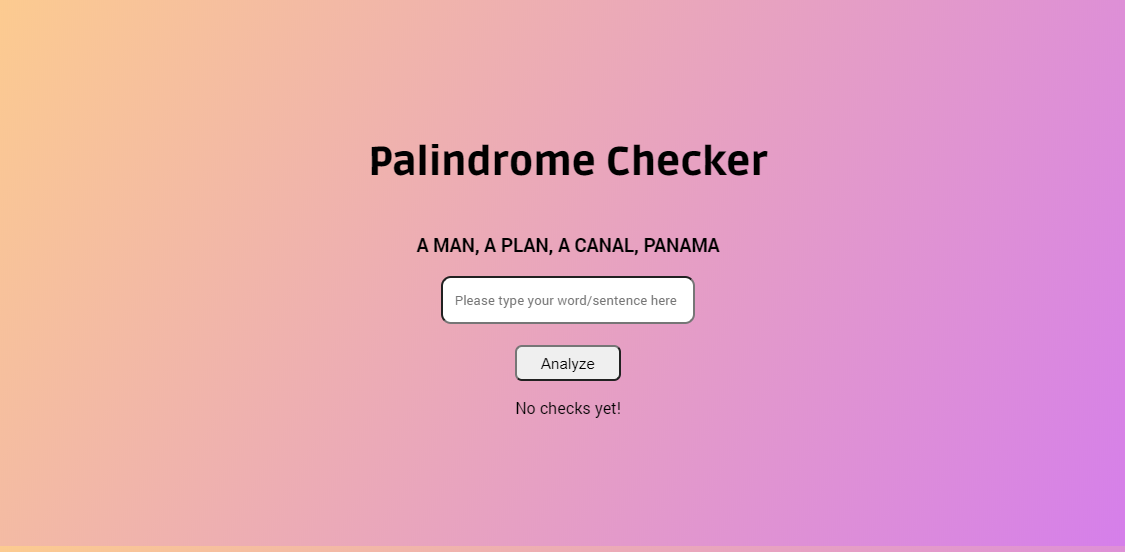 Palindrome Checker
A MAN, A PLAN, A CANAL, PANAMA
Please type your word/sentence here
Analyze
No checks yet!